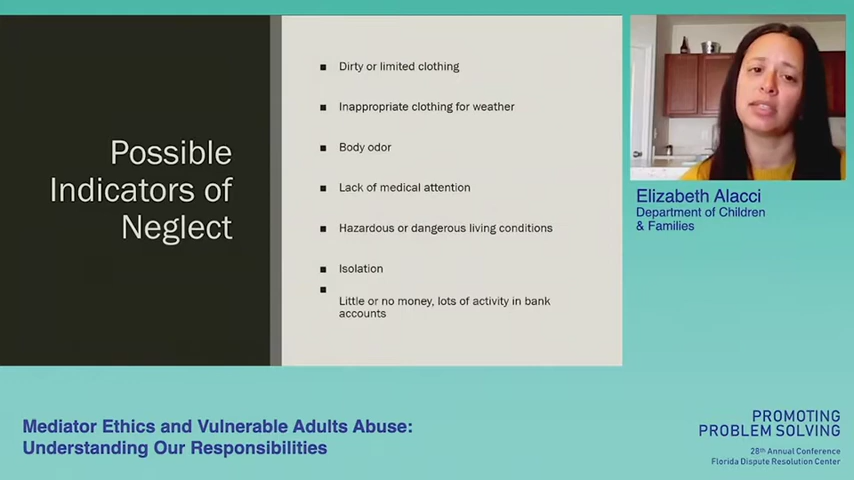 Possible
Indicators of
Neglect
Dirty or limited clothing
Inappropriate clothing for weather
Body odor
Lack of medical attention
Hazardous or dangerous living conditions
Isolation
Little or no money, lots of activity in bank
accounts
Elizabeth Alacci
Department of Children
& Families
Mediator Ethics and Vulnerable Adults Abuse:
Understanding Our Responsibilities
PROMOTING
PROBLEM SOLVING
28th Annual Conference
Florida Dispute Resolution Center